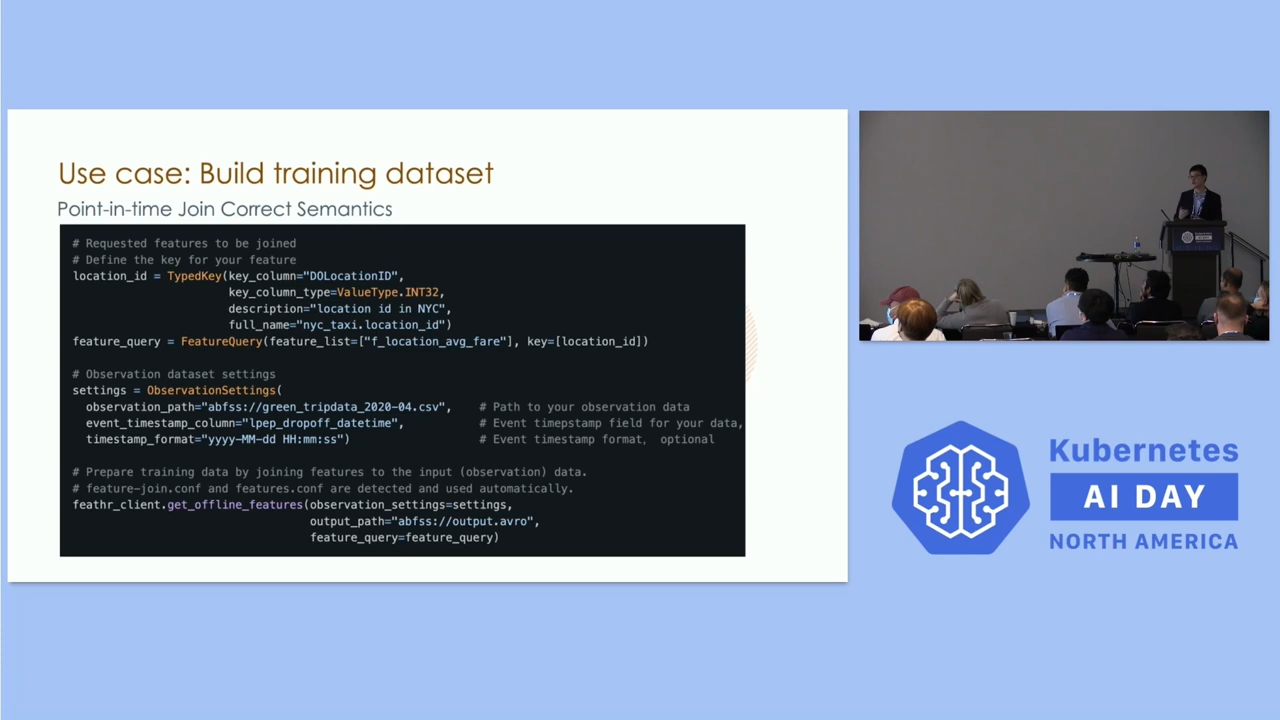 Use case: Build training dataset
Point-in-time Join Correct Semantics
# Requested features to be joined
# Define the key for your feature
location_id = TypedKey(key_column="DOLocationID",
key_column_type=ValueType.INT32,
description="location id in NYC",
full_name="nyc_taxi.location_id")
feature_query = FeatureQuery(feature_list=["f_location_avg_fare"], key=[location_id])
# Observation dataset settings
settings = ObservationSettings(
observation_path="abfss://green_tripdata_2020-04.csv", # Path to your observation data
event_timestamp_column="lpep_dropoff_datetime", # Event timepstamp field for your data,
timestamp_format="yyyy-MM-dd HH:mm:ss") # Event timestamp format, optional
# Prepare training data by joining features to the input (observation) data.
# feature-join.conf and features.conf are detected and used automatically.
feathr_client.get_offline_features(observation_settings=settings,
output_path="abfss://output.avro",
feature_query=feature_query)
Kubernetes
AI DAY
NORTH AMERICA